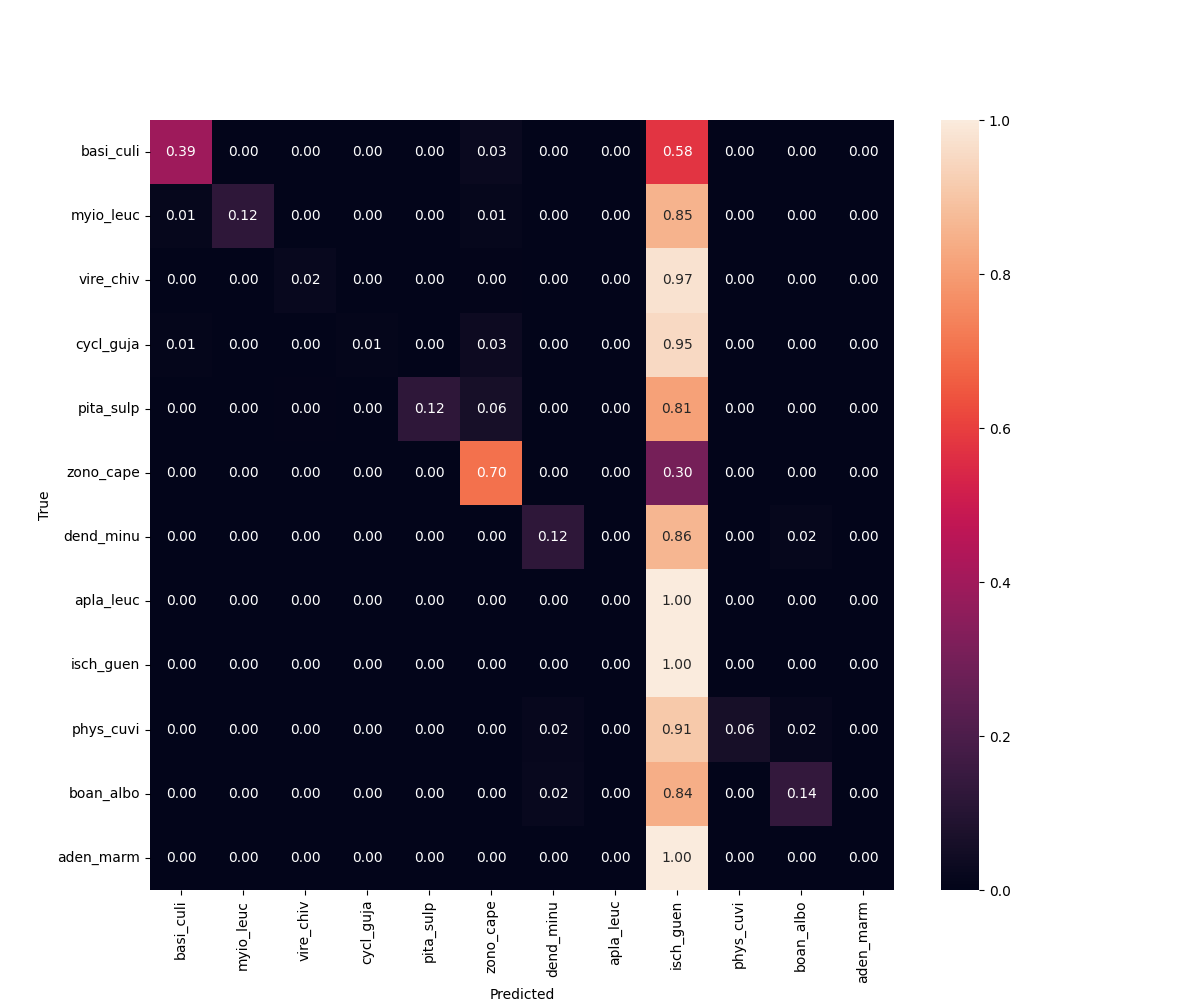 basi_culi 0.39 0.00 0.00 0.00 0.00 0.03 0.00 0.00 0.58 0.00 0.00 0.00
myio_leuc 0.01 0.12 0.00 0.00 0.00 0.01 0.00 0.00 0.85 0.00 0.00 0.00
vire_chiv 0.00 0.00 0.02 0.00 0.00 0.00 0.00 0.00 0.97 0.00 0.00 0.00
cycl_guja 0.01 0.00 0.00 0.01 0.00 0.03 0.00 0.00 0.95 0.00 0.00 0.00
pita_sulp 0.00 0.00 0.00 0.00 0.12 0.06 0.00 0.00 0.81 0.00 0.00 0.00
zono_cape 0.00 0.00 0.00 0.00 0.00 0.70 0.00 0.00 0.30 0.00 0.00 0.00
dend_minu 0.00 0.00 0.00 0.00 0.00 0.00 0.12 0.00 0.86 0.00 0.02 0.00
apla_leuc 0.00 0.00 0.00 0.00 0.00 0.00 0.00 0.00 1.00 0.00 0.00 0.00
isch_guen 0.00 0.00 0.00 0.00 0.00 0.00 0.00 0.00 1.00 0.00 0.00 0.00
phys_cuvi 0.00 0.00 0.00 0.00 0.00 0.00 0.02 0.00 0.91 0.06 0.02 0.00
boan_albo 0.00 0.00 0.00 0.00 0.00 0.00 0.02 0.00 0.84 0.00 0.14 0.00
aden_marm 0.00 0.00 0.00 0.00 0.00 0.00 0.00 0.00 1.00 0.00 0.00 0.00
True
basi_culi myio_leuc vire_chiv cycl_guja pita_sulp zono_cape dend_minu apla_leuc isch_guen phys_cuvi boan_albo aden_marm
Predicted
1.0
0.8
0.6
0.4
0.2
0.0